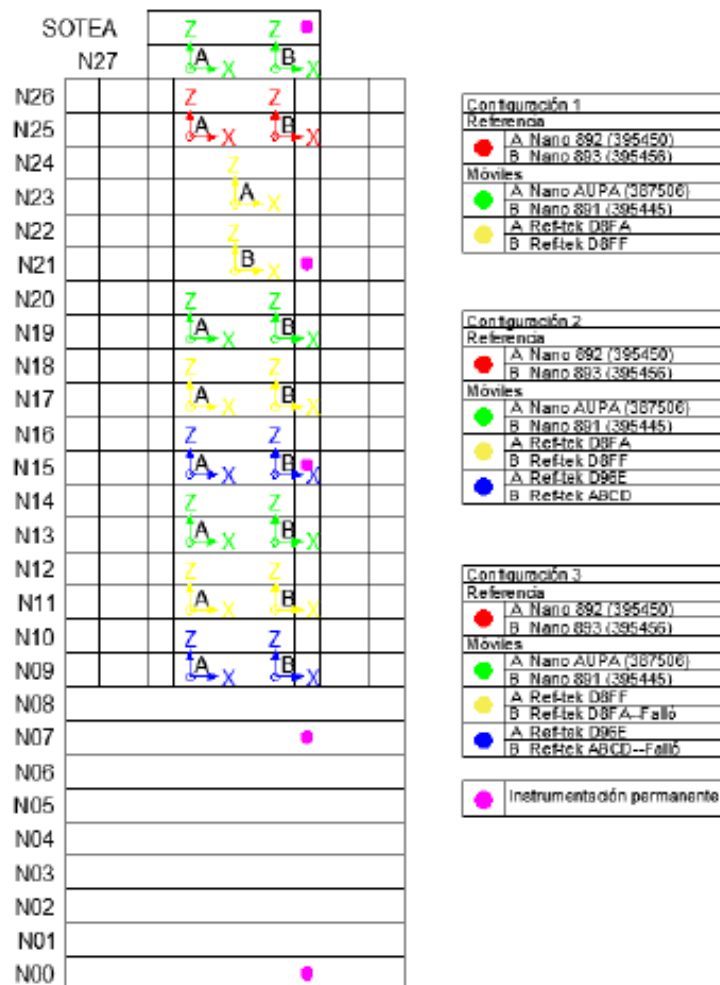 SOTEA
Z Z
N27
A X B X
N26
Z Z
N25
A X B X
N24
Z
N23
A X
N22
Z
N21
B X
N20
Z Z
N19
A X B X
N18
Z Z
N17
A X B X
N16
Z Z
N15
A X B X
N14
Z Z
N13
A X B X
N12
Z Z
N11
A X B X
N10
Z Z
N09
A X B X
N08
N07
N06
N05
N04
N03
N02
N01
N00
Configuración 1
Referencia
A Nano 892 (395450)
B Nano 893 (395456)
Móviles
A Nano AUPA (387506)
B Nano 891 (395445)
A Ref-tek D8FA
B Ref-tek D8FF
Configuración 2
Referencia
A Nano 892 (395450)
B Nano 893 (395456)
Móviles
A Nano AUPA (387506)
B Nano 891 (395445)
A Ref-tek D8FA
B Ref-tek D8FF
A Ref-tek D96E
B Ref-tek ABCD
Configuración 3
Referencia
A Nano 892 (395450)
B Nano 893 (395456)
Móviles
A Nano AUPA (387506)
B Nano 891 (395445)
A Ref-tek D8FF
B Ref-tek D8FA--Falló
A Ref-tek D96E
B Ref-tek ABCD--Falló
Instrumentación permanente